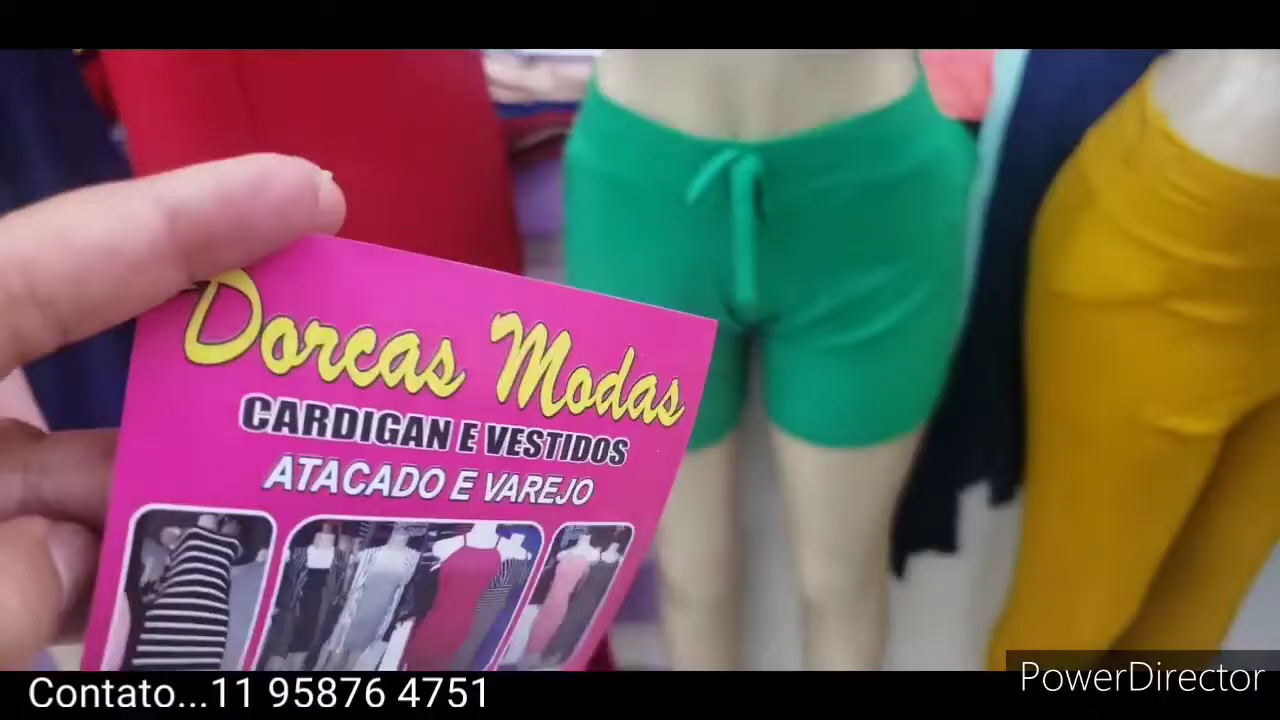 Dorcas Modas
CARDIGAN E VESTIDOS
ATACADO E VAREJO
Contato...11 95876 4751
PowerDirector